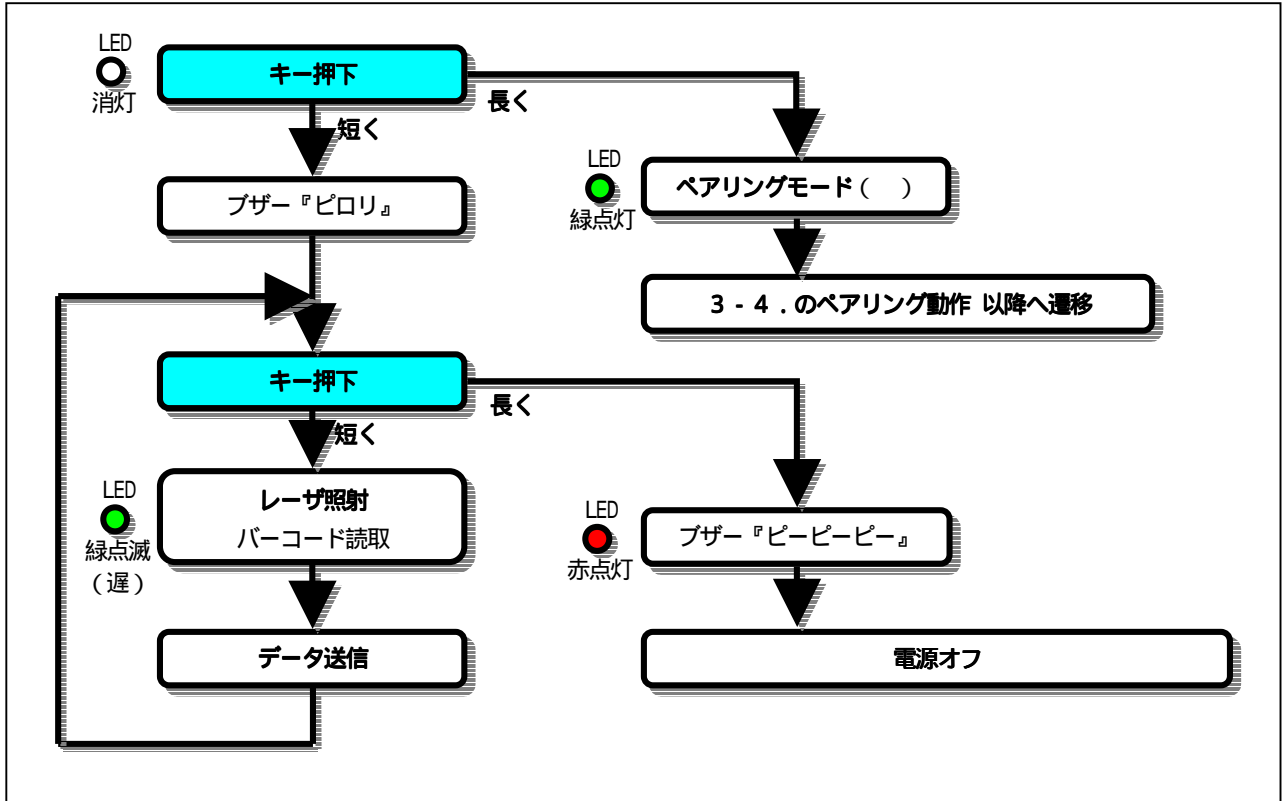 LED
消灯
キー押下
長く
短く
ブザー『ピロリ』
LED
緑点灯
ペアリングモード（　）
３‐４．のペアリング動作 以降へ遷移
キー押下
長く
短く
LED
緑点滅
（遅）
レーザ照射
バーコード読取
LED
赤点灯
ブザー『ピーピーピー』
データ送信
電源オフ